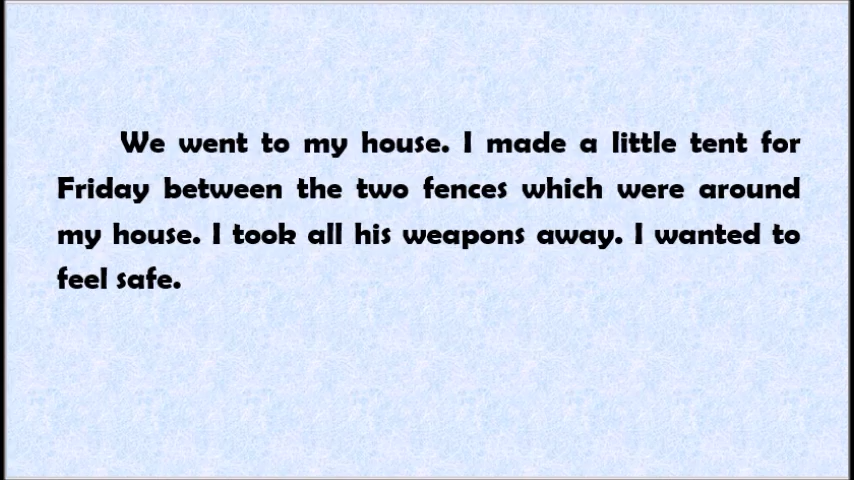 We went to my house. I made a little tent for
Friday between the two fences which were around
my house. I took all his weapons away. I wanted to
feel safe.